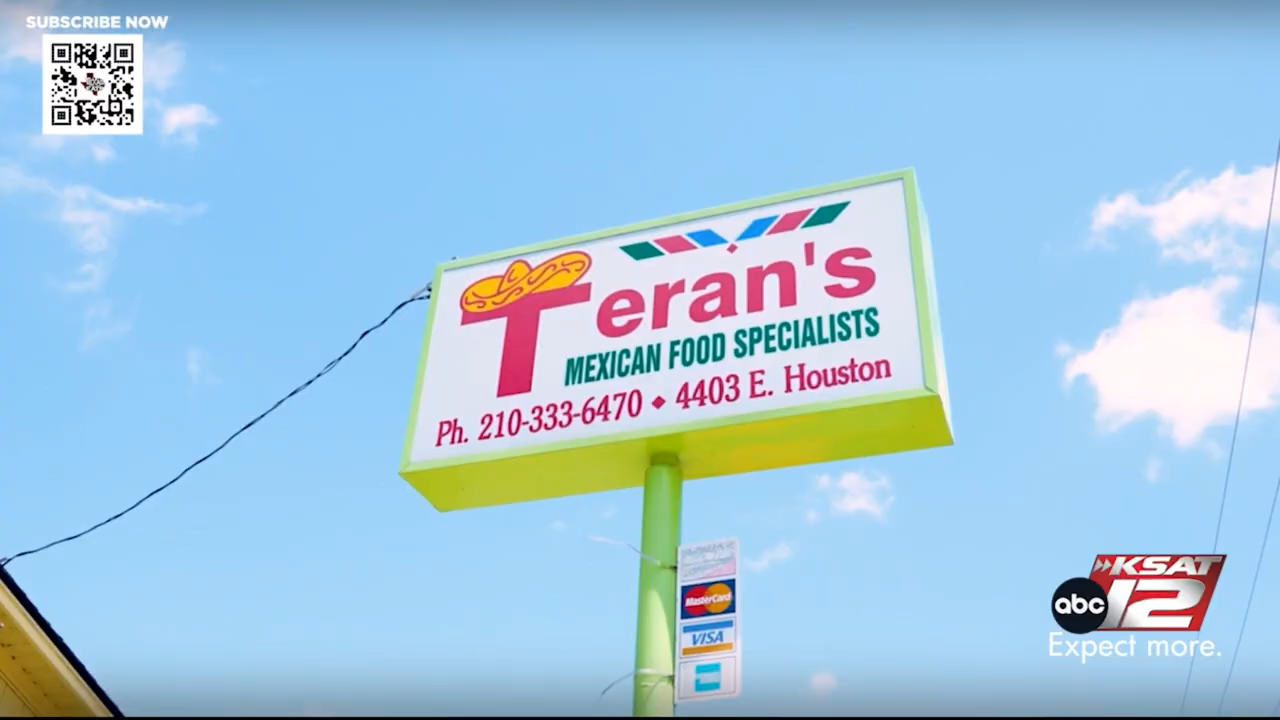 SUBSCRIBE NOW
Teran's
MEXICAN FOOD SPECIALISTS
Ph. 210-333-6470 ◆ 4403 E. Houston
MasterCard
VISA
abc KSAT
12
Expect more.